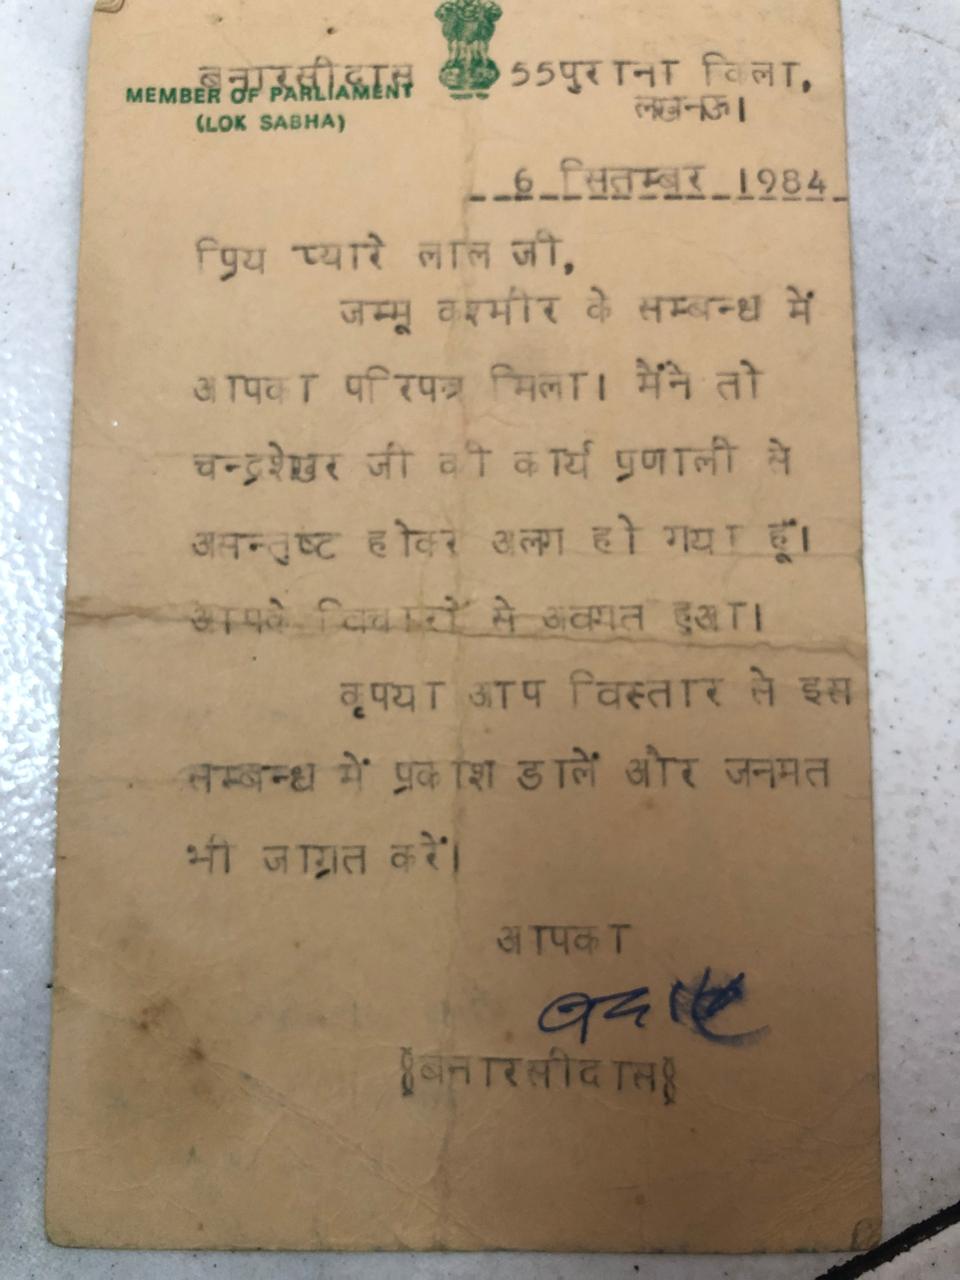 बनारसीदास
MEMBER OF PARLIAMENT
(LOK SABHA)
55पुराना किला,
लखनऊ।
6 सितम्बर 1984
प्रिय प्यारे लाल जी,
जम्मू कश्मीर के सम्बन्ध में
आपका परिपत्र मिला। मैंने तो
चन्द्रशेखर जी की कार्य प्रणाली से
असन्तुष्ट होकर अलग हो गया हूं।
आपके विचारों से अवगत हुआ।
कृपया आप विस्तार से इस
सम्बन्ध में प्रकाश डालें और जनमत
भी जाग्रत करें।
आपका
(बनारसीदास)